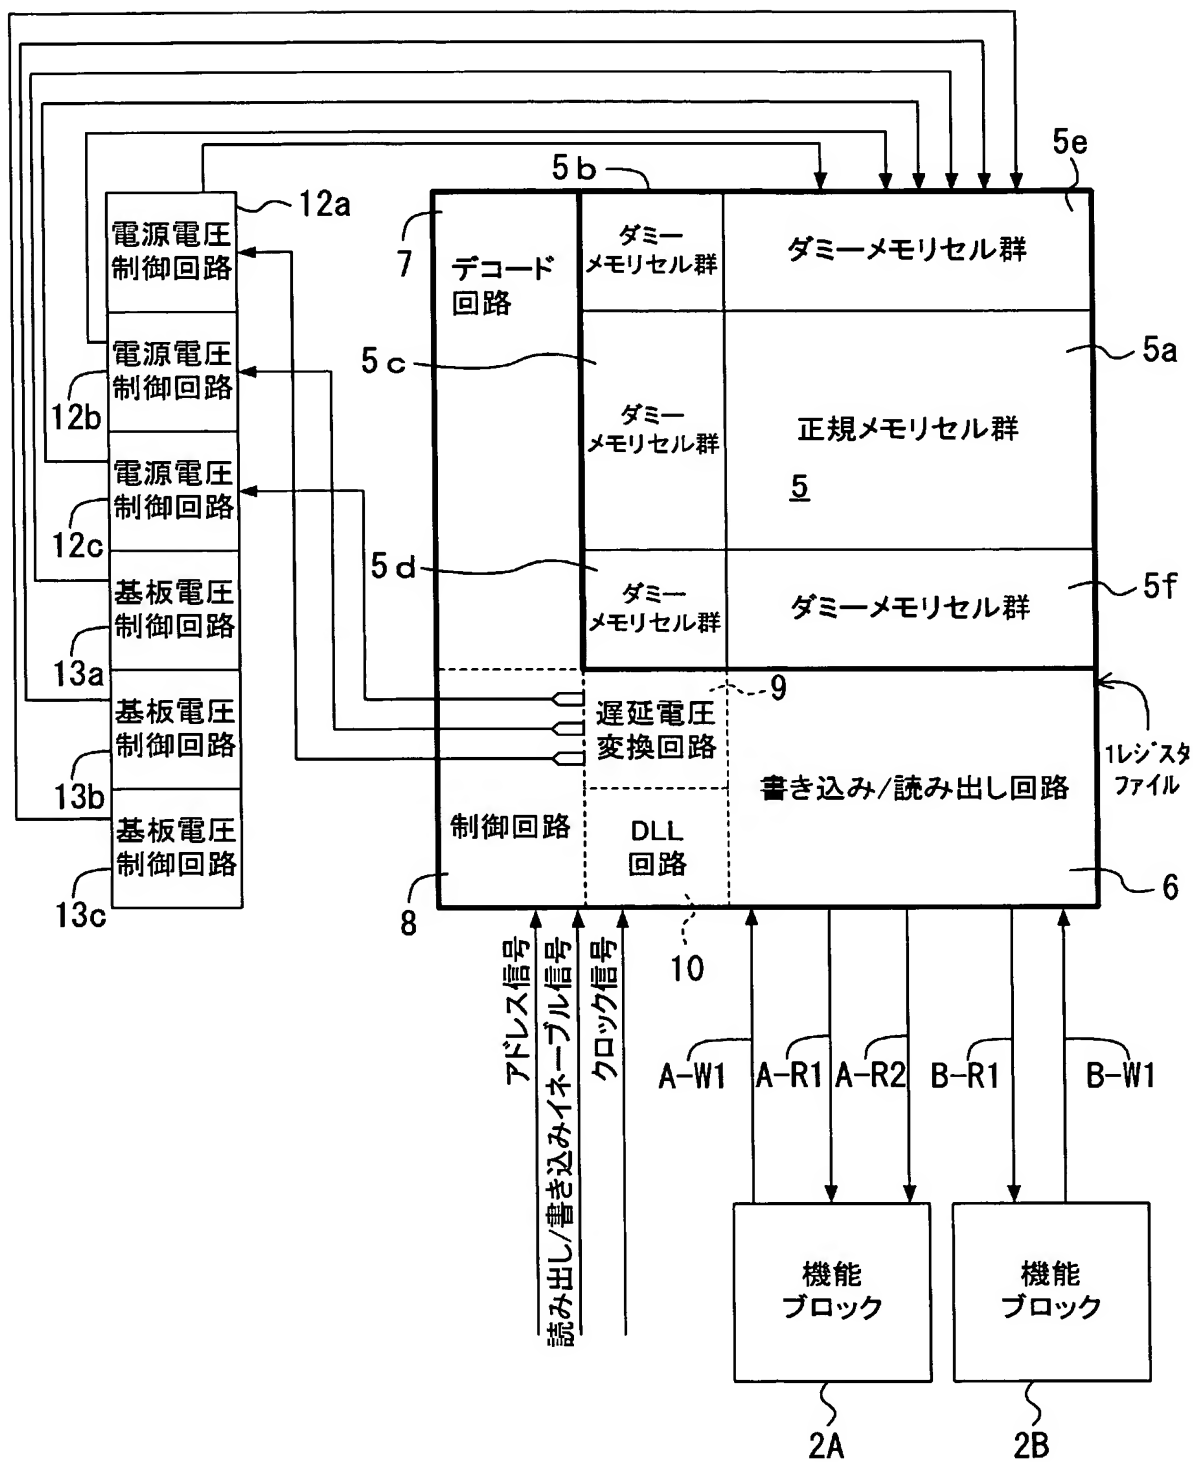 5b
5e
12a
電源電圧
制御回路
7
デコード
回路
ダミー
メモリセル群
ダミーメモリセル群
電源電圧
制御回路
12b
5c
5a
ダミー
メモリセル群
正規メモリセル群
5
電源電圧
制御回路
12c
5d
ダミー
メモリセル群
ダミーメモリセル群
5f
基板電圧
制御回路
13a
9
遅延電圧
変換回路
基板電圧
制御回路
13b
1レジスタ
ファイル
書き込み/読み出し回路
基板電圧
制御回路
13c
制御回路
8
DLL
回路
10
6
アドレス信号
読み出し/書き込みイネーブル信号
クロック信号
A-W1
A-R1
A-R2
B-R1
B-W1
機能
ブロック
機能
ブロック
2A
2B